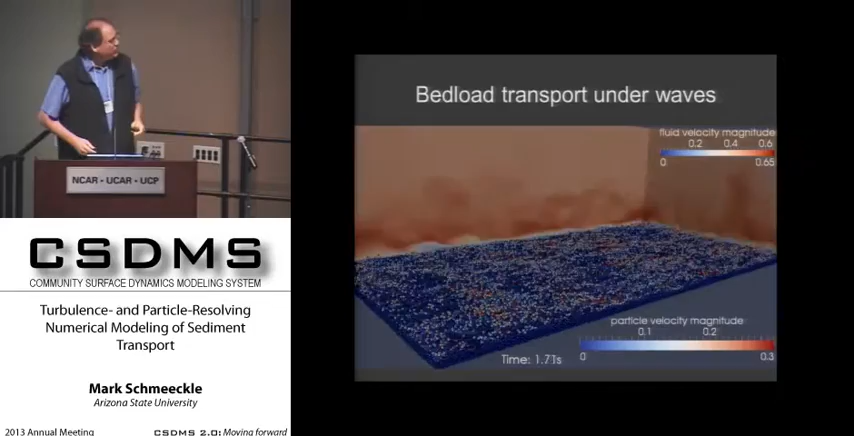 NCAR - UCAR - UCP
CSDMS
COMMUNITY SURFACE DYNAMICS MODELING SYSTEM
Turbulence- and Particle-Resolving
Numerical Modeling of Sediment
Transport
Mark Schmeeckle
Arizona State University
2013 Annual Meeting
CSDMS 2.0: Moving forward
Bedload transport under waves
fluid velocity magnitude
0.2 0.4 0.6
0 0.65
particle velocity magnitude
0.1 0.2
0 0.3
Time: 1.71s